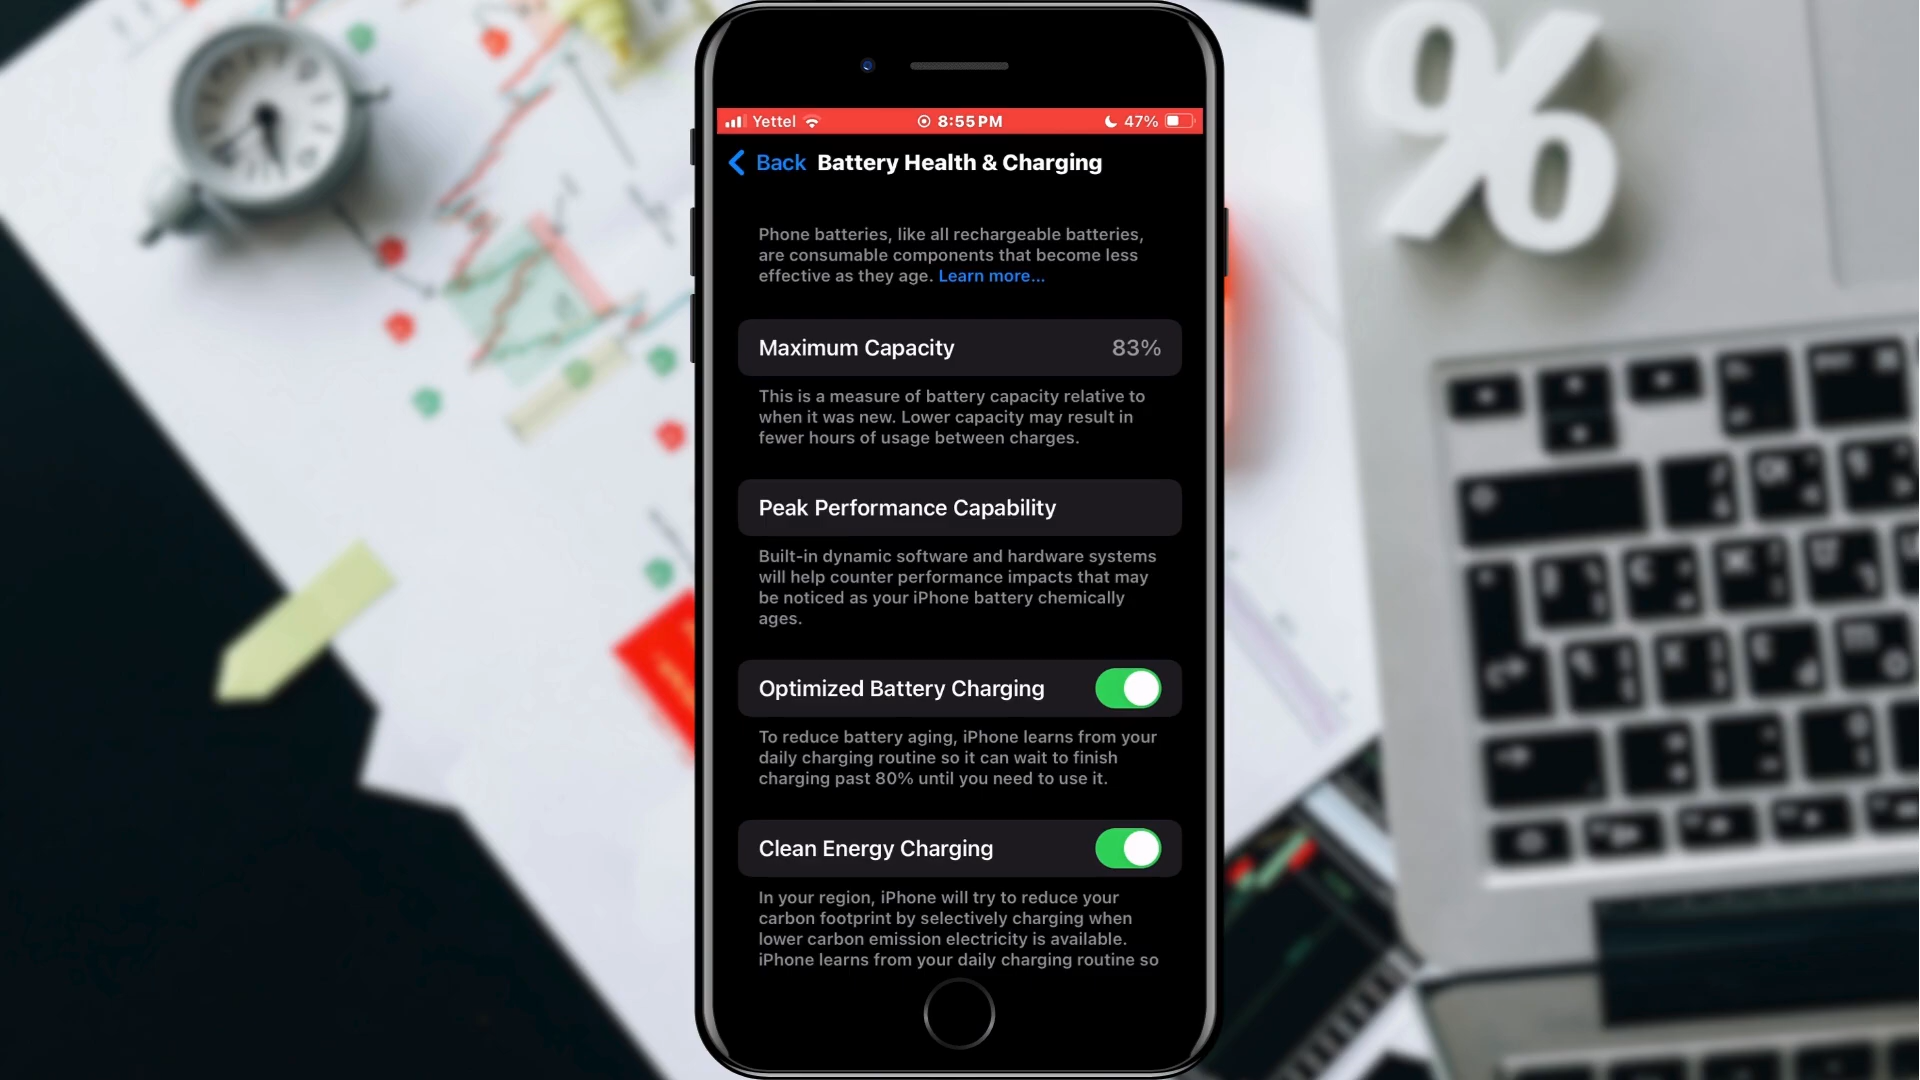 Yettel 8:55 PM 47%
Back Battery Health & Charging
Phone batteries, like all rechargeable batteries,
are consumable components that become less
effective as they age. Learn more...
Maximum Capacity 83%
This is a measure of battery capacity relative to
when it was new. Lower capacity may result in
fewer hours of usage between charges.
Peak Performance Capability
Built-in dynamic software and hardware systems
will help counter performance impacts that may
be noticed as your iPhone battery chemically
ages.
Optimized Battery Charging
To reduce battery aging, iPhone learns from your
daily charging routine so it can wait to finish
charging past 80% until you need to use it.
Clean Energy Charging
In your region, iPhone will try to reduce your
carbon footprint by selectively charging when
lower carbon emission electricity is available.
iPhone learns from your daily charging routine so
%